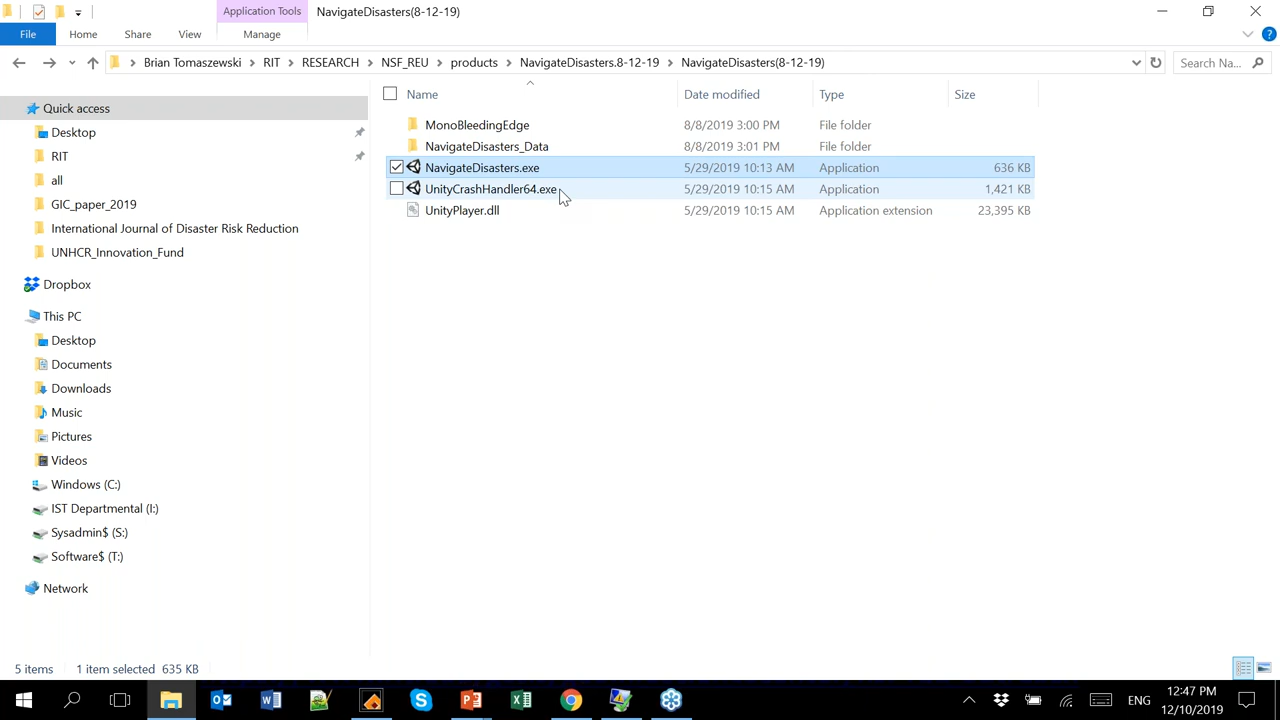 Application Tools
NavigateDisasters(8-12-19)
File
Home
Share
View
Manage
Brian Tomaszewski
RIT
RESEARCH
NSF_REU
products
NavigateDisasters.8-12-19
NavigateDisasters(8-12-19)
Search Na...
Name
Date modified
Type
Size
MonoBleedingEdge 8/8/2019 3:00 PM File folder
NavigateDisasters_Data 8/8/2019 3:01 PM File folder
NavigateDisasters.exe 5/29/2019 10:13 AM Application 636 KB
UnityCrashHandler64.exe 5/29/2019 10:15 AM Application 1,421 KB
UnityPlayer.dll 5/29/2019 10:15 AM Application extension 23,395 KB
Quick access
Desktop
RIT
all
GIC_paper_2019
International Journal of Disaster Risk Reduction
UNHCR_Innovation_Fund
Dropbox
This PC
Desktop
Documents
Downloads
Music
Pictures
Videos
Windows (C:)
IST Departmental (I:)
Sysadmin$ (S:)
Software$ (T:)
Network
5 items 1 item selected 635 KB
ENG
12:47 PM
12/10/2019